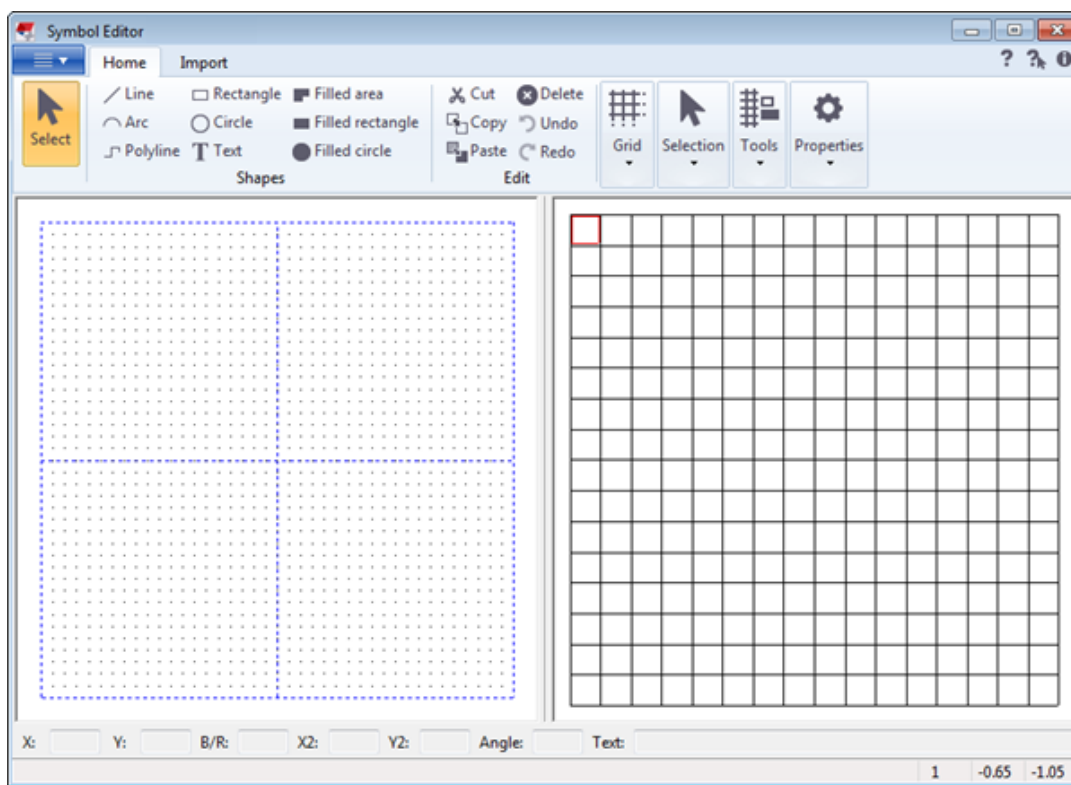 Symbol Editor
Home Import
Select
Line Rectangle Filled area
Arc Circle Filled rectangle
Polyline Text Filled circle
Shapes
Cut Delete
Copy Undo
Paste Redo
Edit
Grid Selection Tools Properties
X: Y: B/R: X2: Y2: Angle: Text:
1 -0.65 -1.05